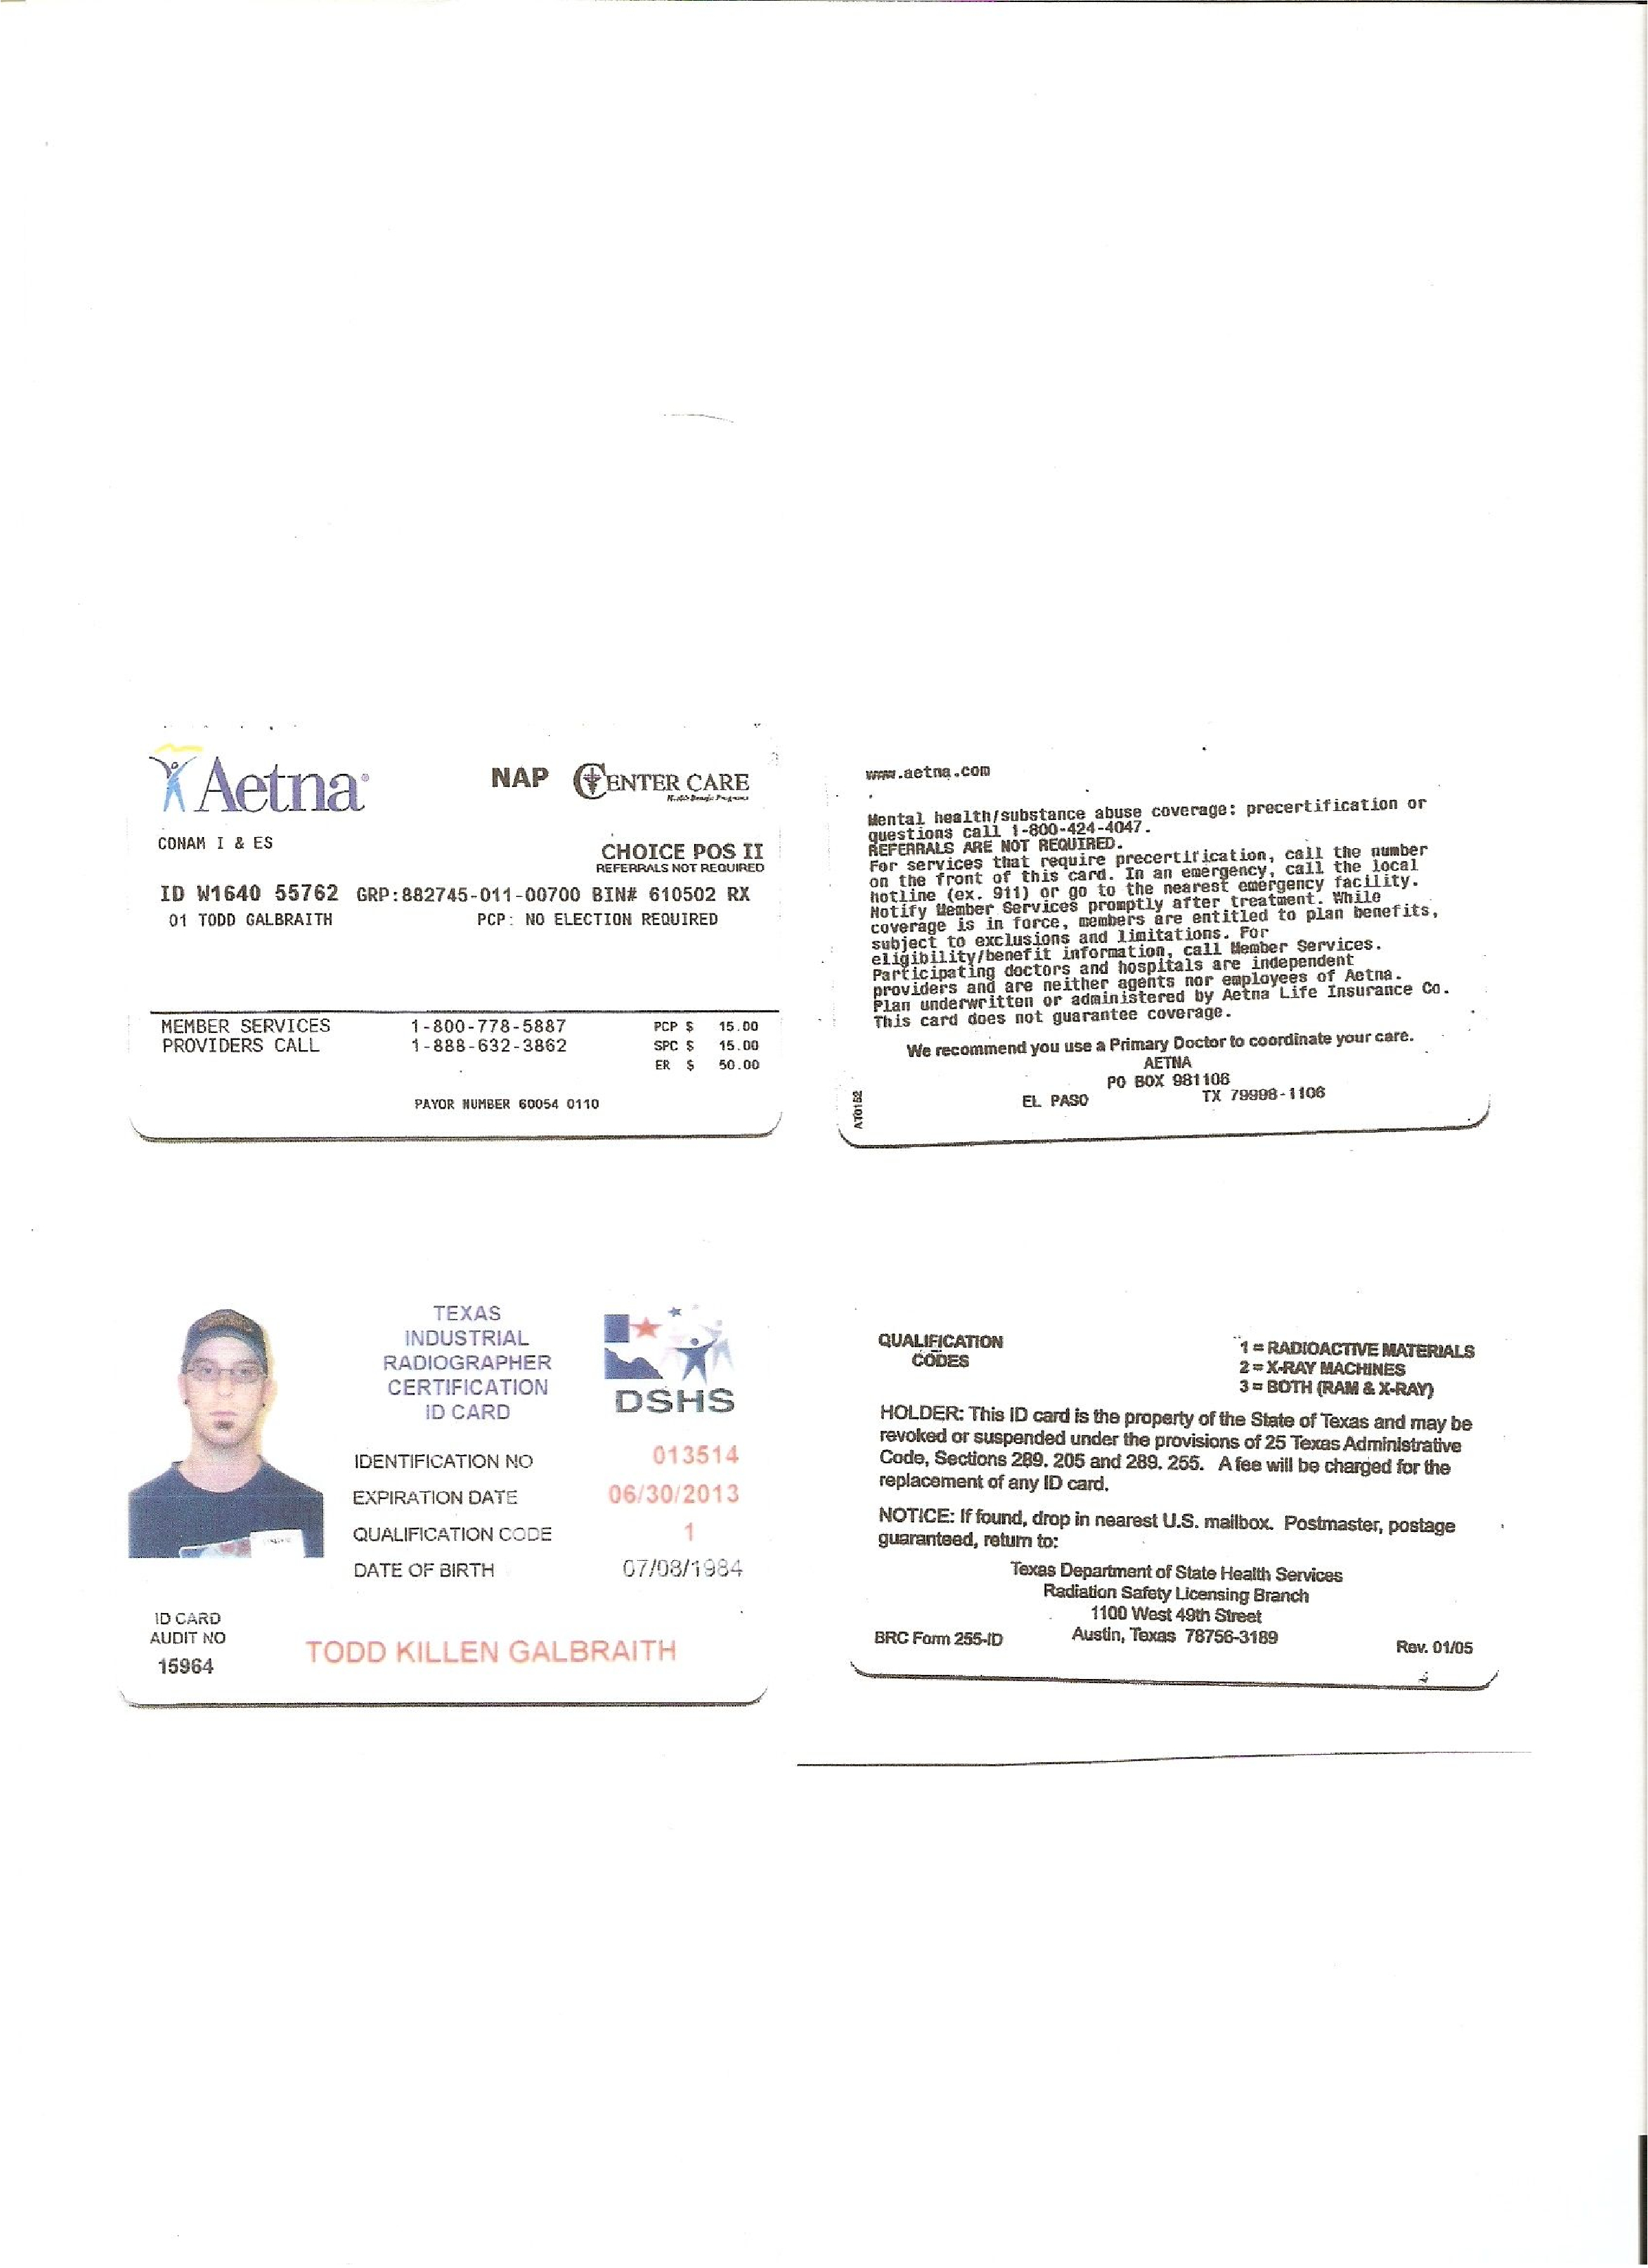 Aetna®
NAP CENTER CARE
CONAM I & ES
CHOICE POS II
REFERRALS NOT REQUIRED
ID W1640 55762 GRP:882745-011-00700 BIN# 610502 RX
01 TODD GALBRAITH PCP: NO ELECTION REQUIRED
MEMBER SERVICES 1-800-778-5887 PCP $ 15.00
PROVIDERS CALL 1-888-632-3862 SPC $ 15.00
ER $ 50.00
PAYOR NUMBER 60054 0110
www.aetna.com
Mental health/substance abuse coverage: precertification or
questions call 1-800-424-4047.
REFERRALS ARE NOT REQUIRED.
For services that require precertification, call the number
on the front of this card. In an emergency, call the local
hotline (ex. 911) or go to the nearest emergency facility.
Notify Member Services promptly after treatment. While
coverage is in force, members are entitled to plan benefits,
subject to exclusions and limitations. For
eligibility/benefit information, call Member Services.
Participating doctors and hospitals are independent
providers and are neither agents nor employees of Aetna.
Plan underwritten or administered by Aetna Life Insurance Co.
This card does not guarantee coverage.
We recommend you use a Primary Doctor to coordinate your care.
AETNA
PO BOX 981106
EL PASO TX 79998-1106
AT0152
TEXAS
INDUSTRIAL
RADIOGRAPHER
CERTIFICATION
ID CARD
DSHS
IDENTIFICATION NO 013514
EXPIRATION DATE 06/30/2013
QUALIFICATION CODE 1
DATE OF BIRTH 07/08/1984
ID CARD
AUDIT NO
15964
TODD KILLEN GALBRAITH
QUALIFICATION
CODES
1 = RADIOACTIVE MATERIALS
2 = X-RAY MACHINES
3 = BOTH (RAM & X-RAY)
HOLDER: This ID card is the property of the State of Texas and may be
revoked or suspended under the provisions of 25 Texas Administrative
Code, Sections 289. 205 and 289. 255. A fee will be charged for the
replacement of any ID card.
NOTICE: If found, drop in nearest U.S. mailbox. Postmaster, postage
guaranteed, return to:
Texas Department of State Health Services
Radiation Safety Licensing Branch
1100 West 49th Street
Austin, Texas 78756-3189
BRC Form 255-ID Rev. 01/05